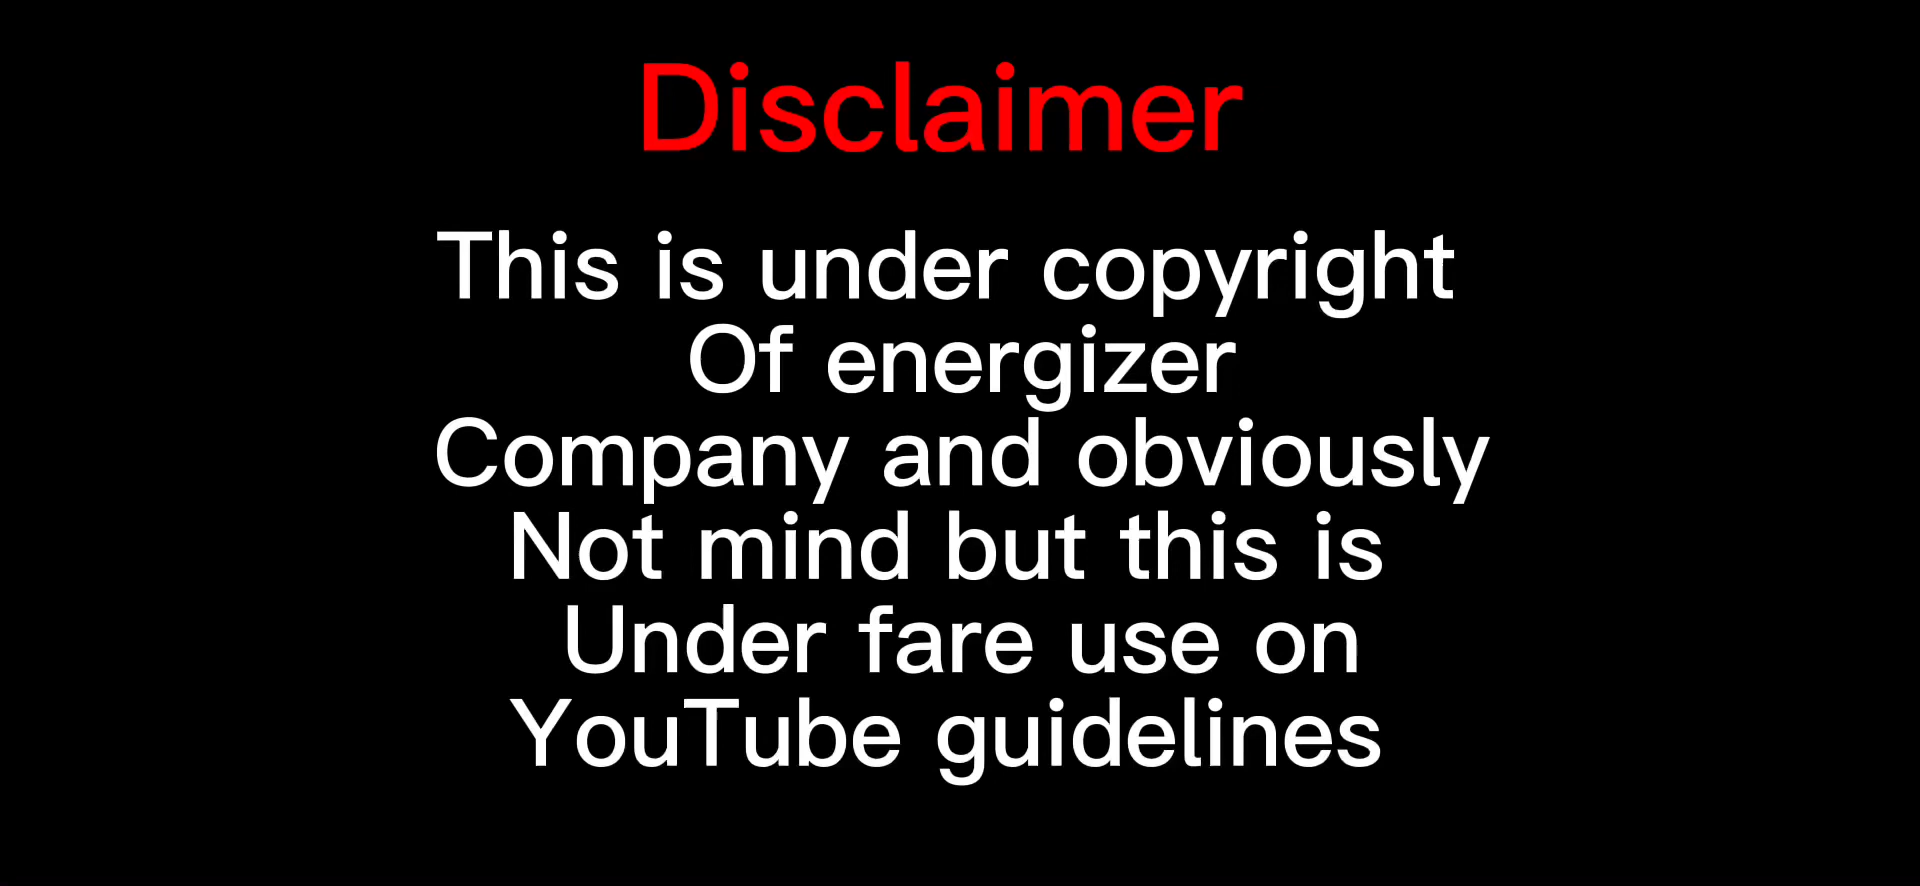 Disclaimer
This is under copyright
Of energizer
Company and obviously
Not mind but this is
Under fare use on
YouTube guidelines